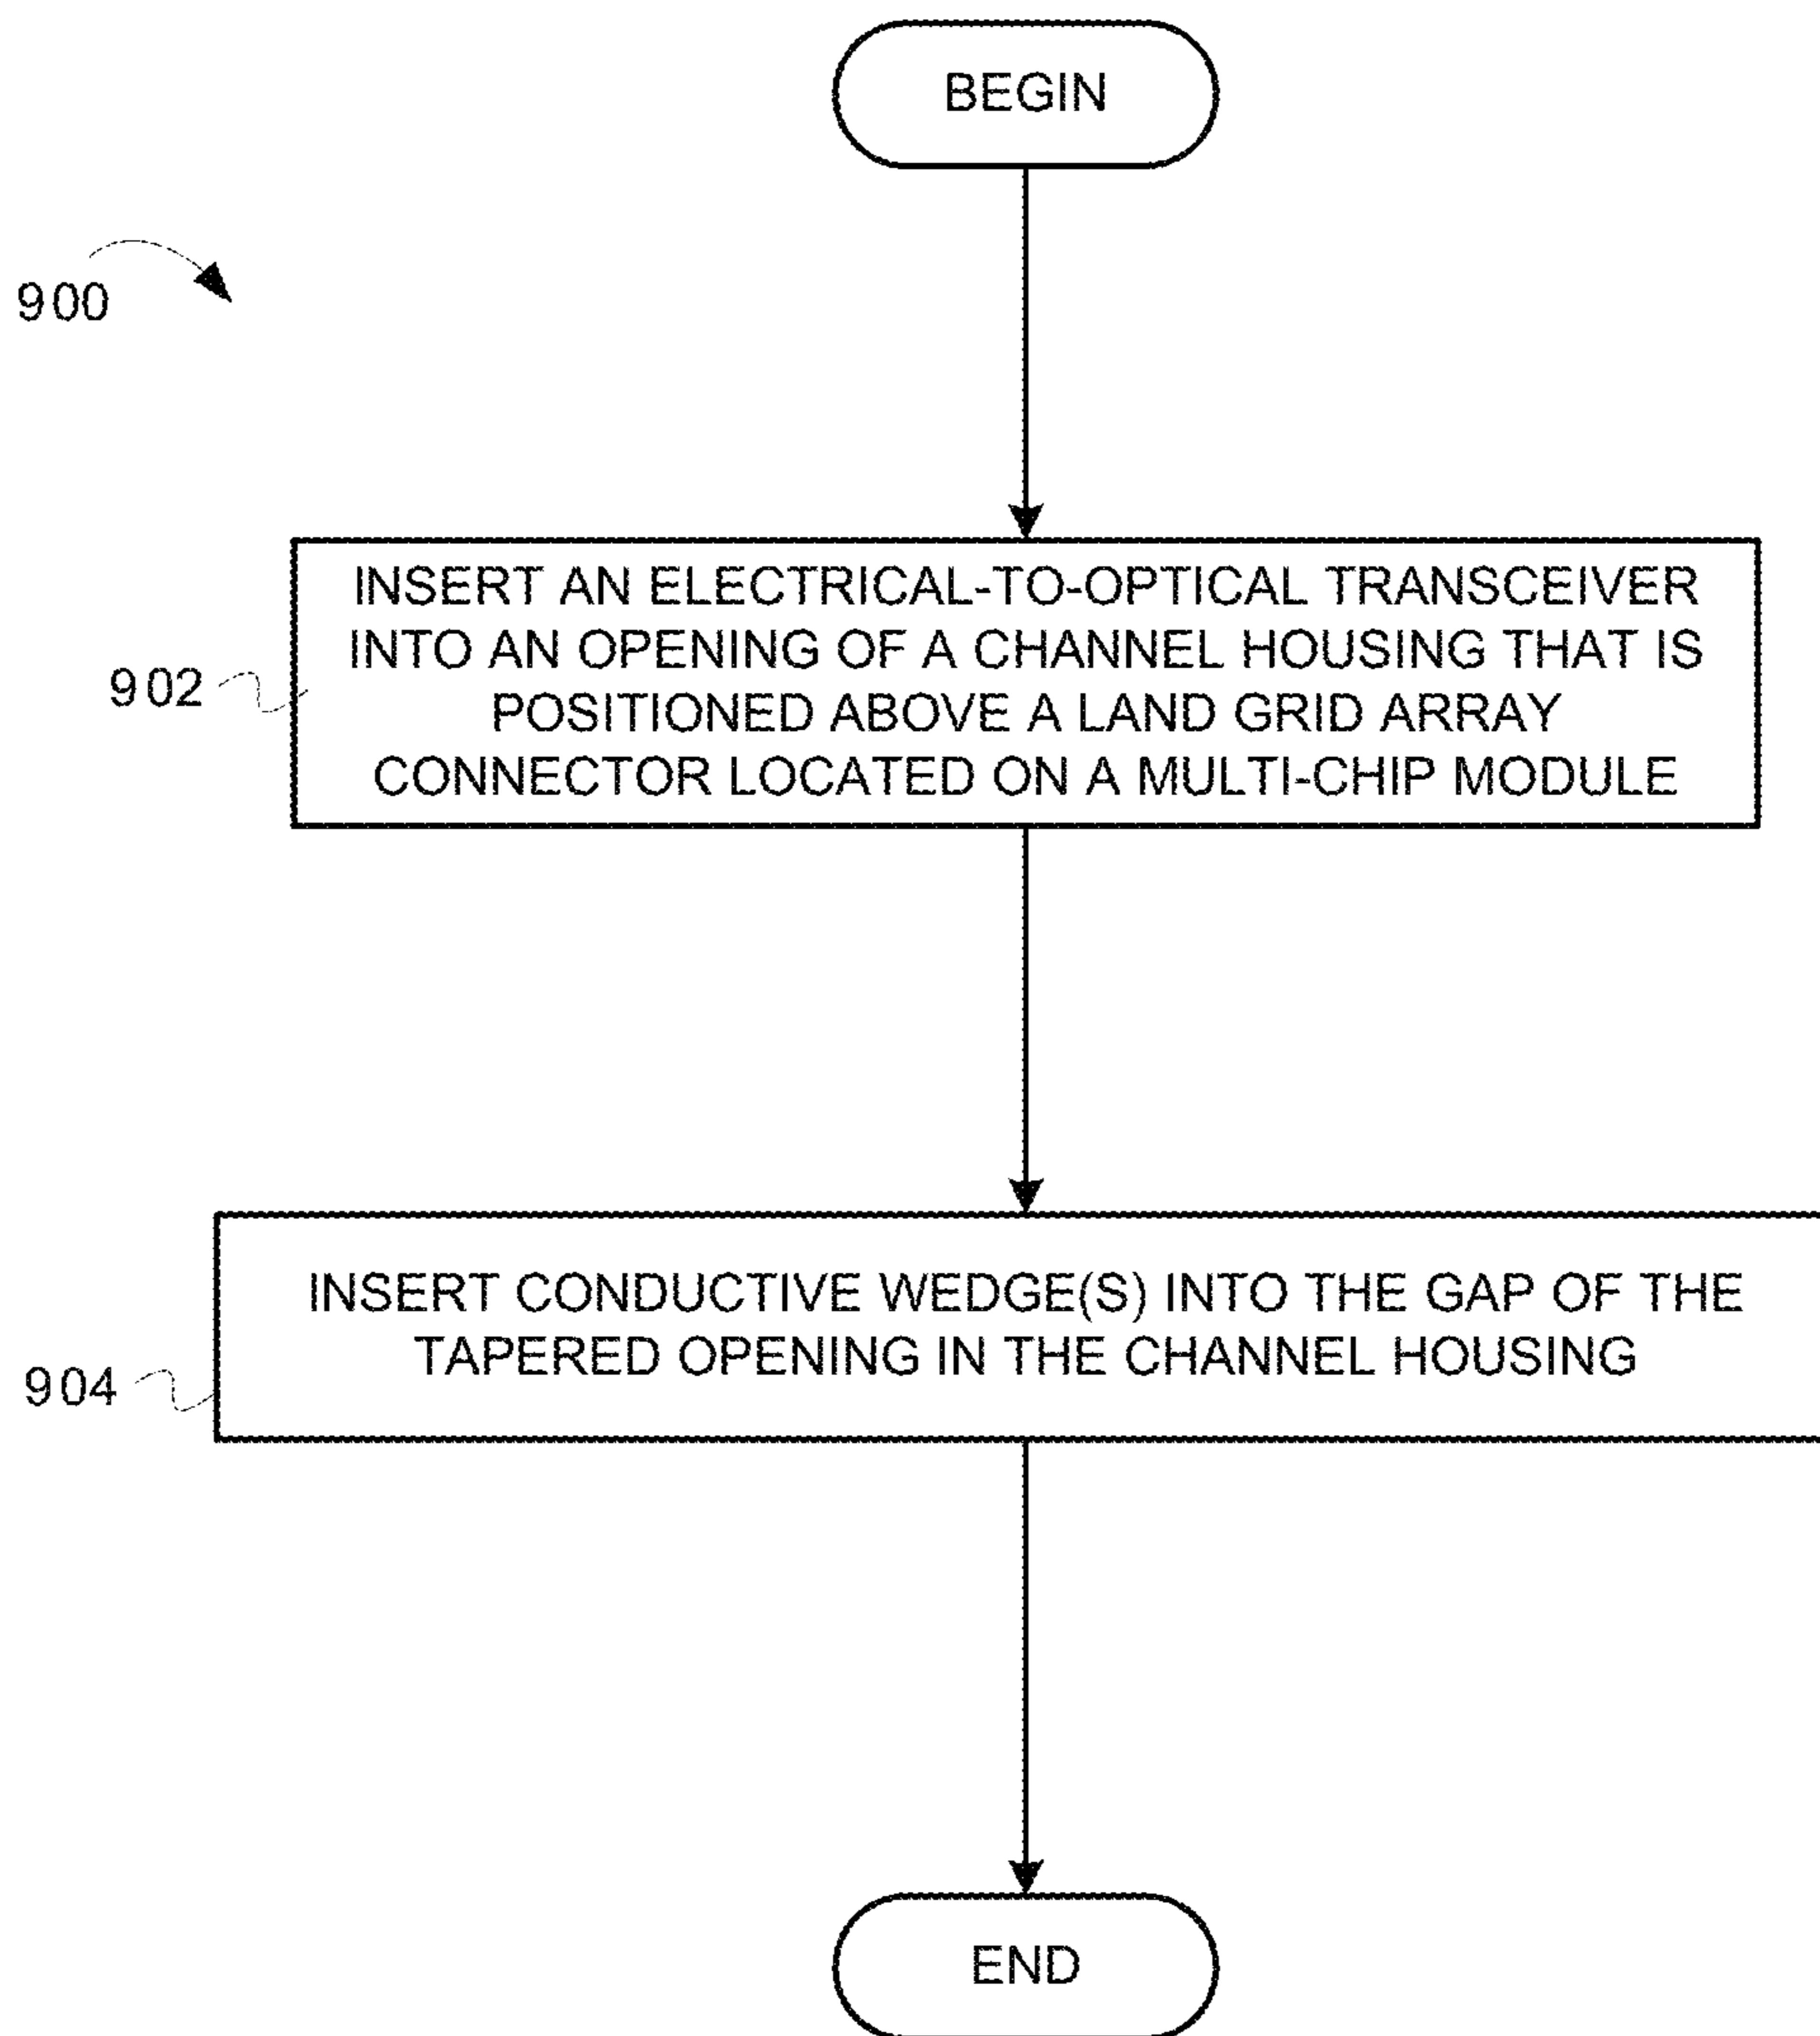 BEGIN
900
INSERT AN ELECTRICAL-TO-OPTICAL TRANSCEIVER
INTO AN OPENING OF A CHANNEL HOUSING THAT IS
POSITIONED ABOVE A LAND GRID ARRAY
CONNECTOR LOCATED ON A MULTI-CHIP MODULE
902
INSERT CONDUCTIVE WEDGE(S) INTO THE GAP OF THE
TAPERED OPENING IN THE CHANNEL HOUSING
904
END